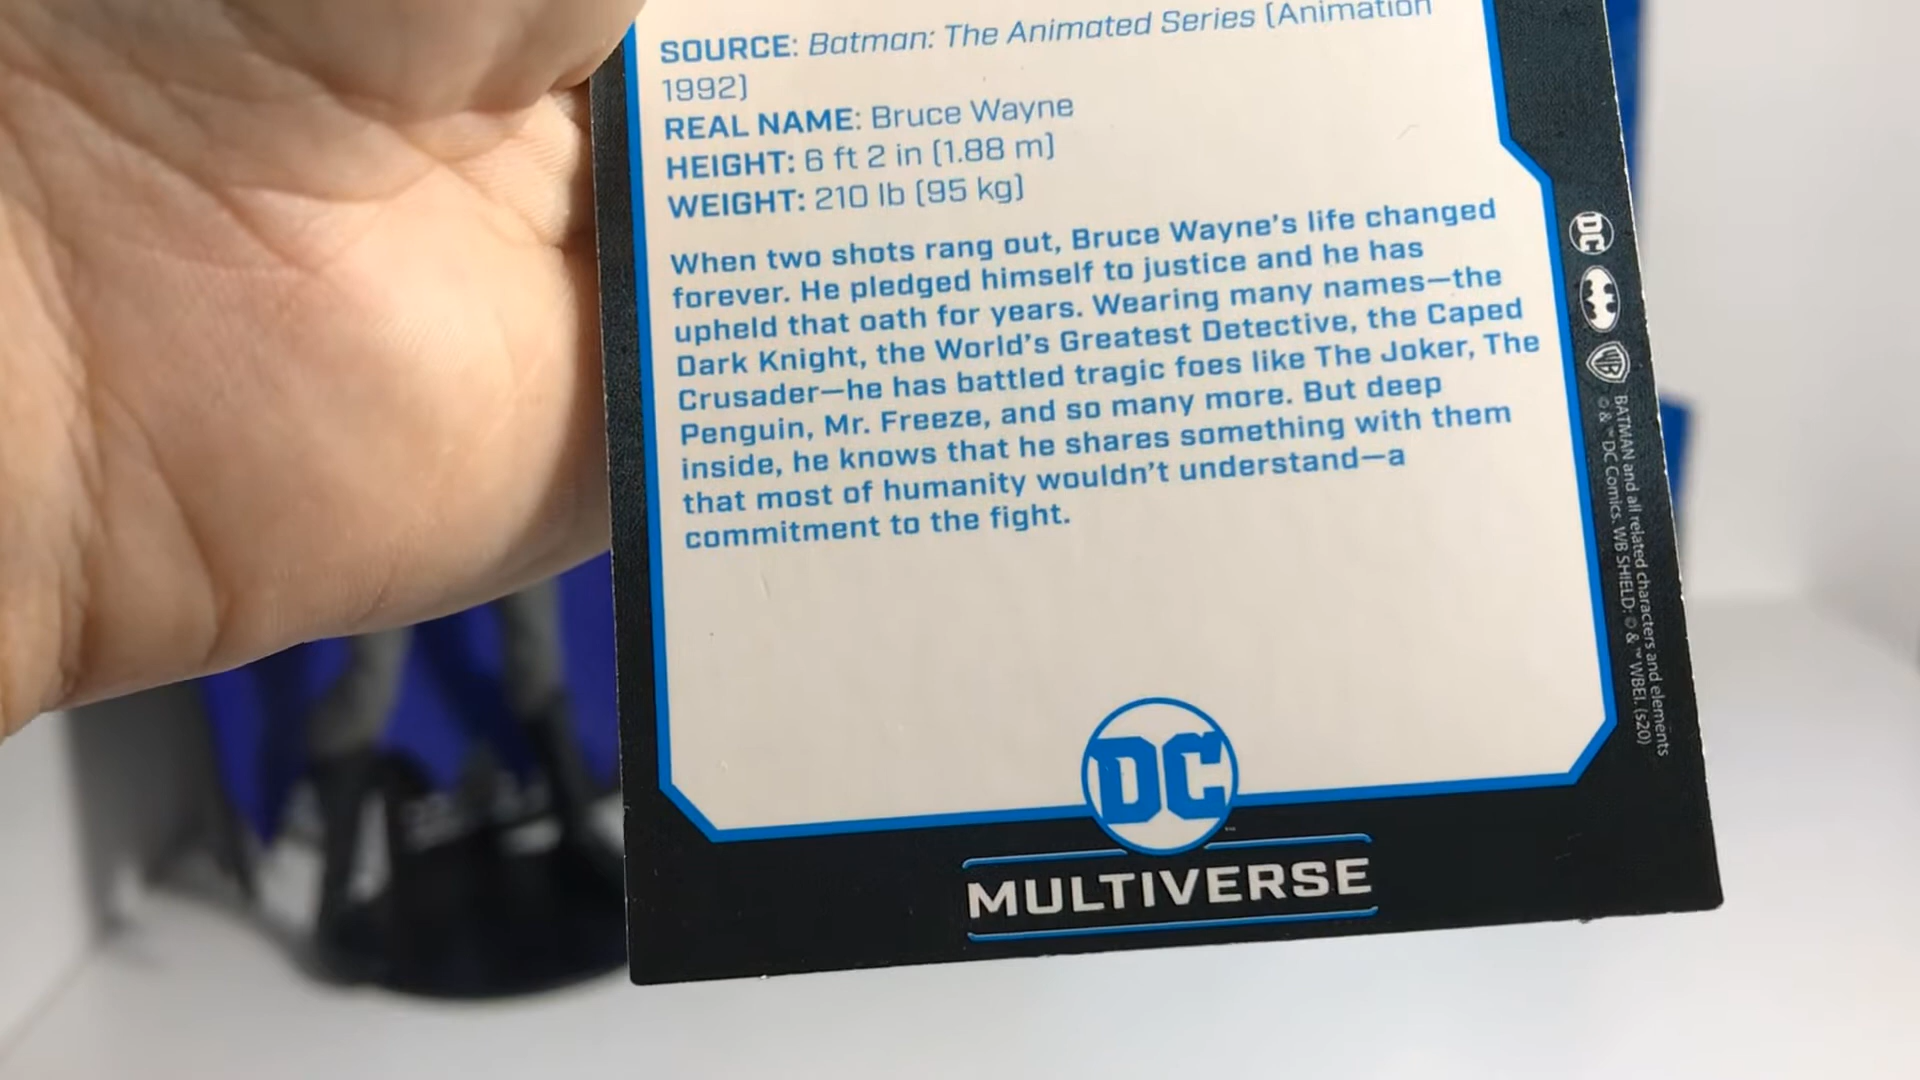 SOURCE: Batman: The Animated Series (Animation
1992)
REAL NAME: Bruce Wayne
HEIGHT: 6 ft 2 in (1.88 m)
WEIGHT: 210 lb (95 kg)
When two shots rang out, Bruce Wayne's life changed
forever. He pledged himself to justice and he has
upheld that oath for years. Wearing many names—the
Dark Knight, the World's Greatest Detective, the Caped
Crusader—he has battled tragic foes like The Joker, The
Penguin, Mr. Freeze, and so many more. But deep
inside, he knows that he shares something with them
that most of humanity wouldn't understand—a
commitment to the fight.
DC
MULTIVERSE
DC
WB
BATMAN and all related characters and elements
© & ™ DC Comics. WB SHIELD: © & ™ WBEI. (s20)